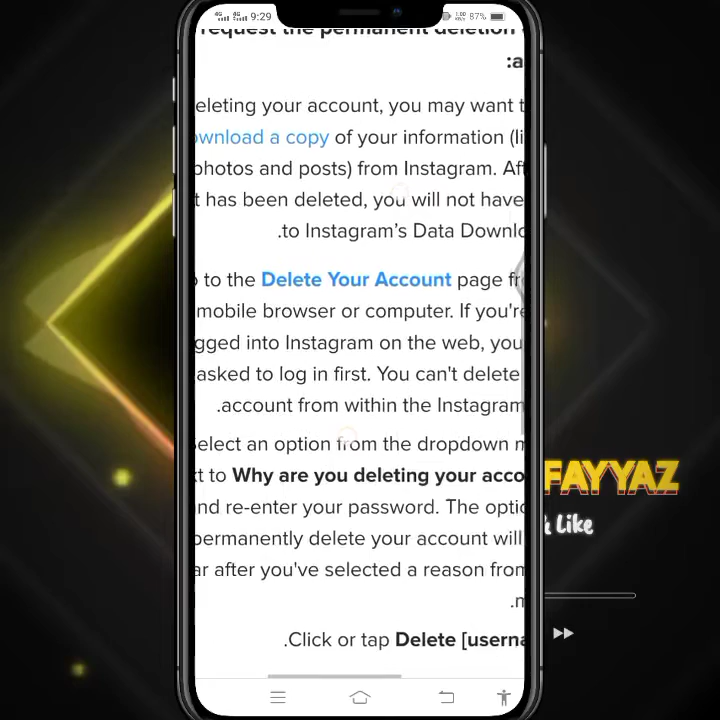 9:29
87%
request the permanent deletion
:a
eleting your account, you may want t
ownload a copy of your information (li
photos and posts) from Instagram. Aft
t has been deleted, you will not have
.to Instagram's Data Downlo
to the Delete Your Account page fr
mobile browser or computer. If you're
gged into Instagram on the web, you
asked to log in first. You can't delete
.account from within the Instagram
Select an option from the dropdown m
xt to Why are you deleting your acco
and re-enter your password. The optio
permanently delete your account will
ar after you've selected a reason from
.m
.Click or tap Delete [userna
FAYYAZ
& Like